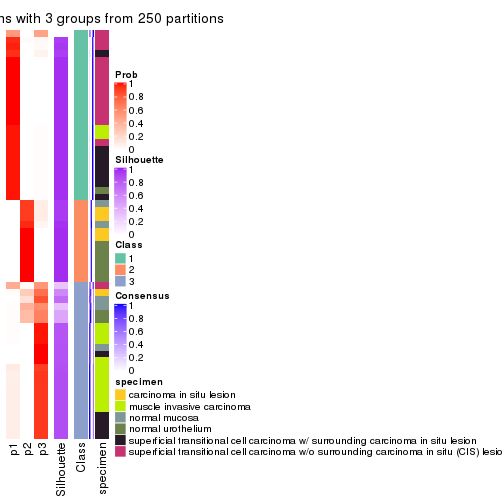 ns with 3 groups from 250 partitions
Prob
1
0.8
0.6
0.4
0.2
0
Silhouette
1
0.8
0.6
0.4
0.2
0
Class
1
2
3
Consensus
1
0.8
0.6
0.4
0.2
0
specimen
carcinoma in situ lesion
muscle invasive carcinoma
normal mucosa
normal urothelium
superficial transitional cell carcinoma w/ surrounding carcinoma in situ lesion
superficial transitional cell carcinoma w/o surrounding carcinoma in situ (CIS) lesio
p1
p2
p3
Silhouette
Class
specimen